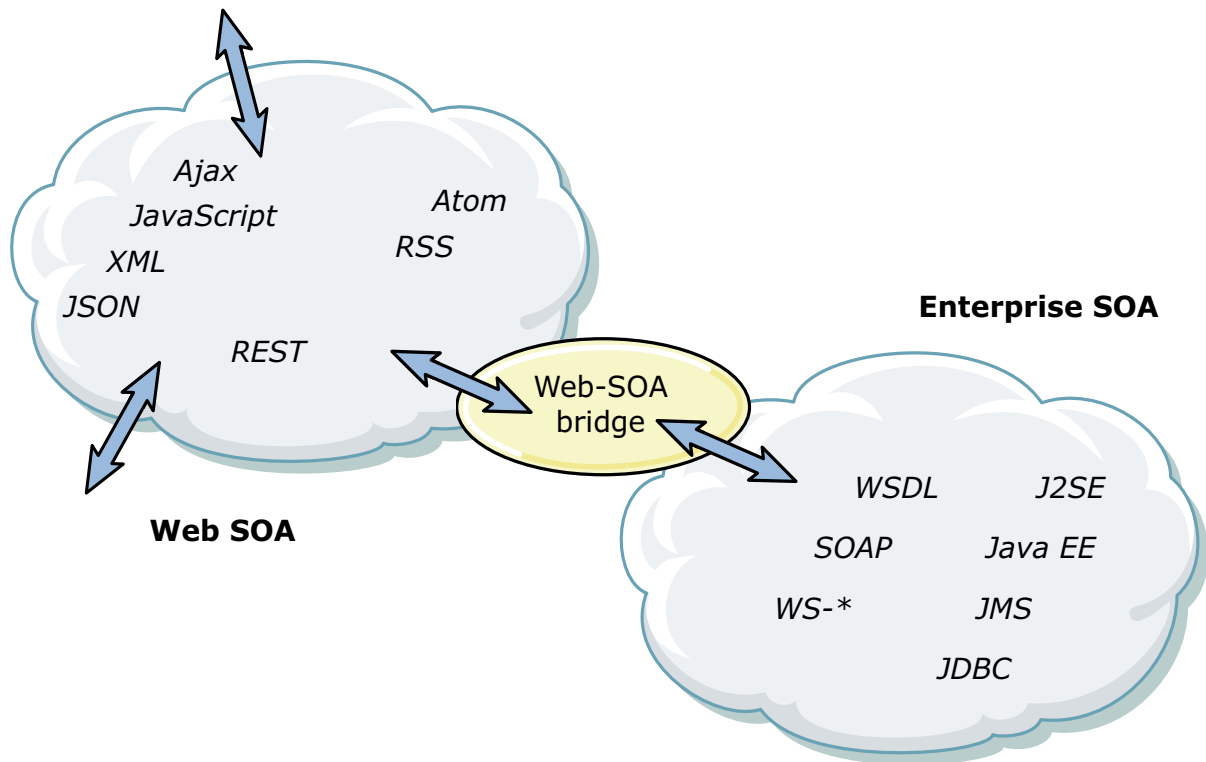 Ajax
JavaScript
XML
JSON
Atom
RSS
REST
Web SOA
Web-SOA
bridge
Enterprise SOA
WSDL
J2SE
SOAP
Java EE
WS-*
JMS
JDBC